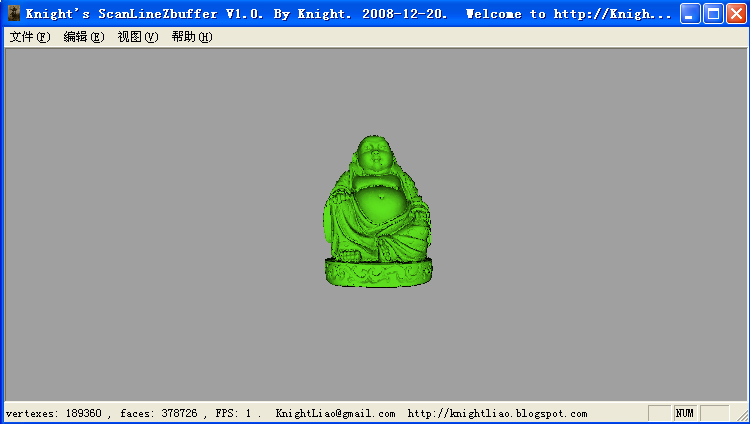 Knight's ScanLineZbuffer V1.0. By Knight. 2008-12-20. Welcome to http://Knigh...
文件(F) 编辑(E) 视图(V) 帮助(H)
vertexes: 189360 , faces: 378726 , FPS: 1 . KnightLiao@gmail.com http://knightliao.blogspot.com NUM